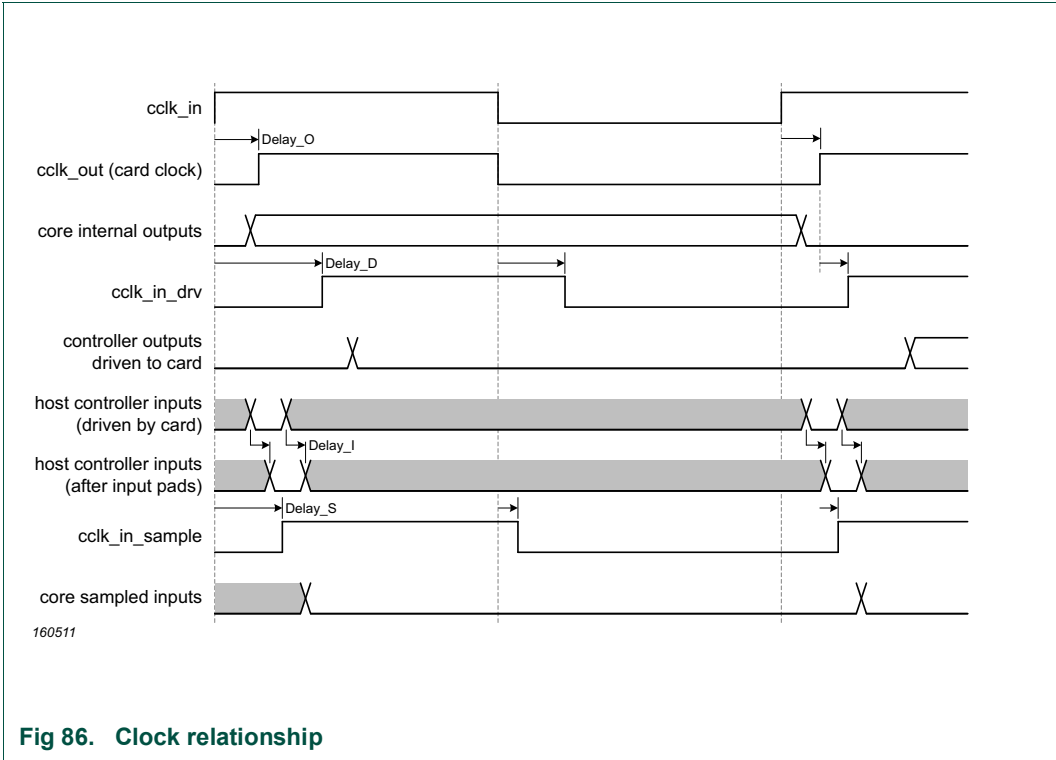 cclk_in
Delay_O
cclk_out (card clock)
core internal outputs
Delay_D
cclk_in_drv
controller outputs
driven to card
host controller inputs
(driven by card)
Delay_I
host controller inputs
(after input pads)
Delay_S
cclk_in_sample
core sampled inputs
160511
Fig 86. Clock relationship